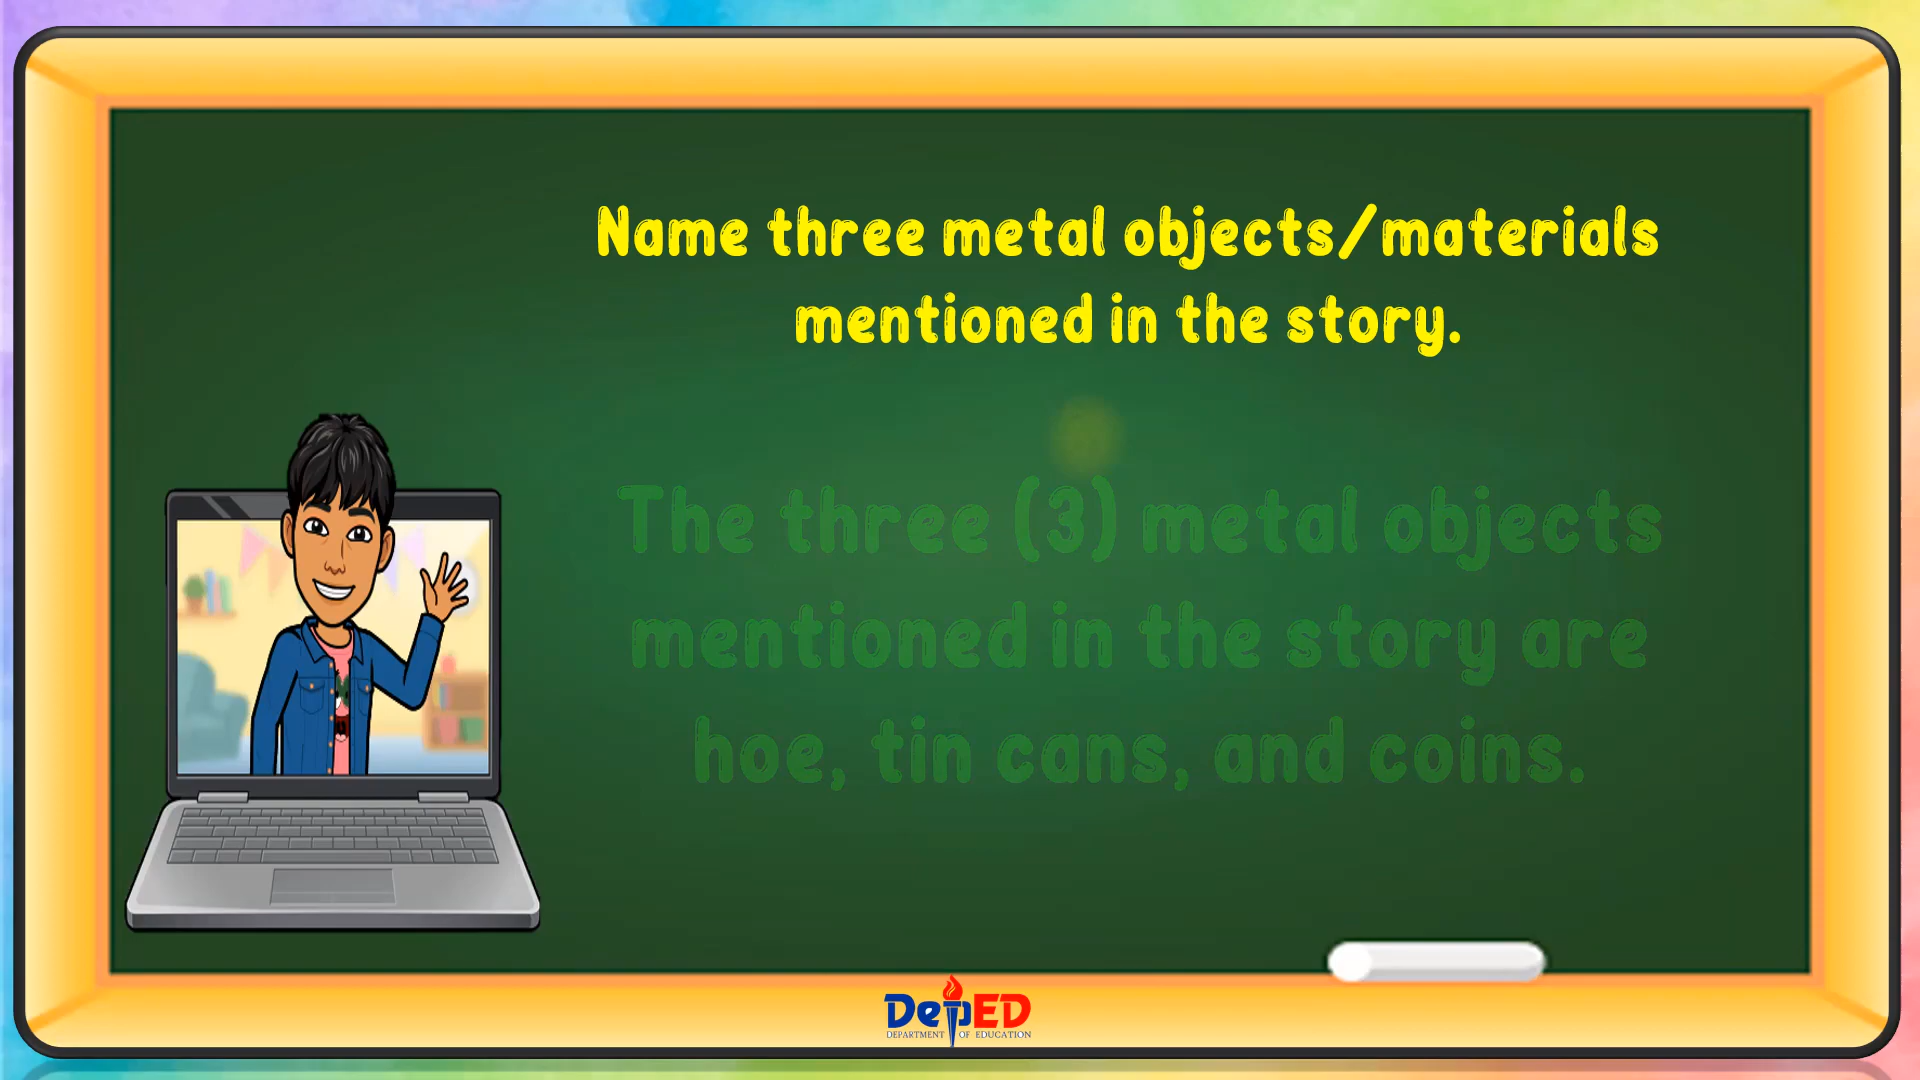 Name three metal objects/materials
mentioned in the story.
The three (3) metal objects
mentioned in the story are
hoe, tin cans, and coins.
DepED
DEPARTMENT OF EDUCATION